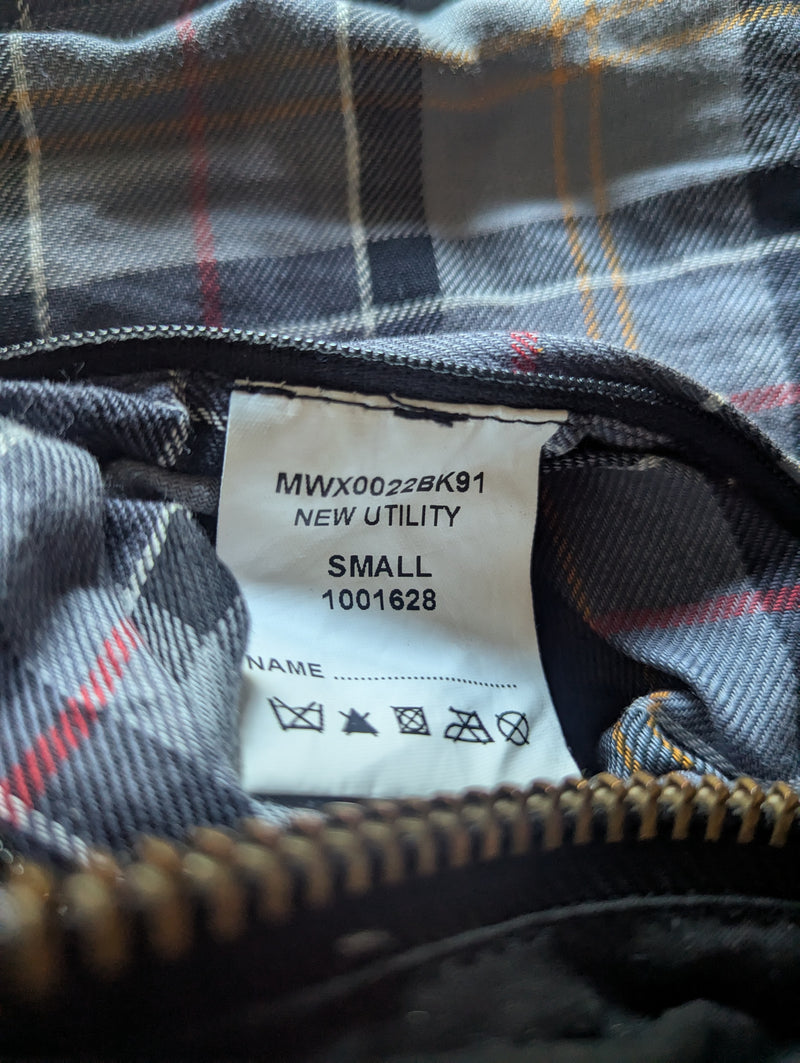 MWX0022BK91
NEW UTILITY
SMALL
1001628
NAME ..........................................